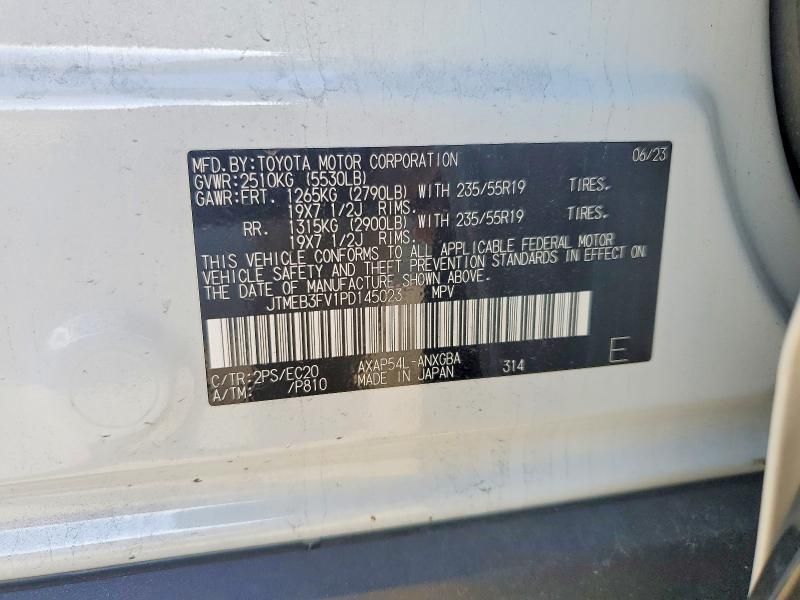 MFD.BY:TOYOTA MOTOR CORPORATION 06/23
GVWR:2510KG (5530LB)
GAWR:FRT. 1265KG (2790LB) WITH 235/55R19 TIRES.
19X7 1/2J RIMS.
RR. 1315KG (2900LB) WITH 235/55R19 TIRES.
19X7 1/2J RIMS.
THIS VEHICLE CONFORMS TO ALL APPLICABLE FEDERAL MOTOR
VEHICLE SAFETY AND THEFT PREVENTION STANDARDS IN EFFECT ON
THE DATE OF MANUFACTURE SHOWN ABOVE.
JTMEB3FV1PD145023 MPV
C/TR:2PS/EC20 AXAP54L-ANXGBA 314 E
A/TM: /P810 MADE IN JAPAN